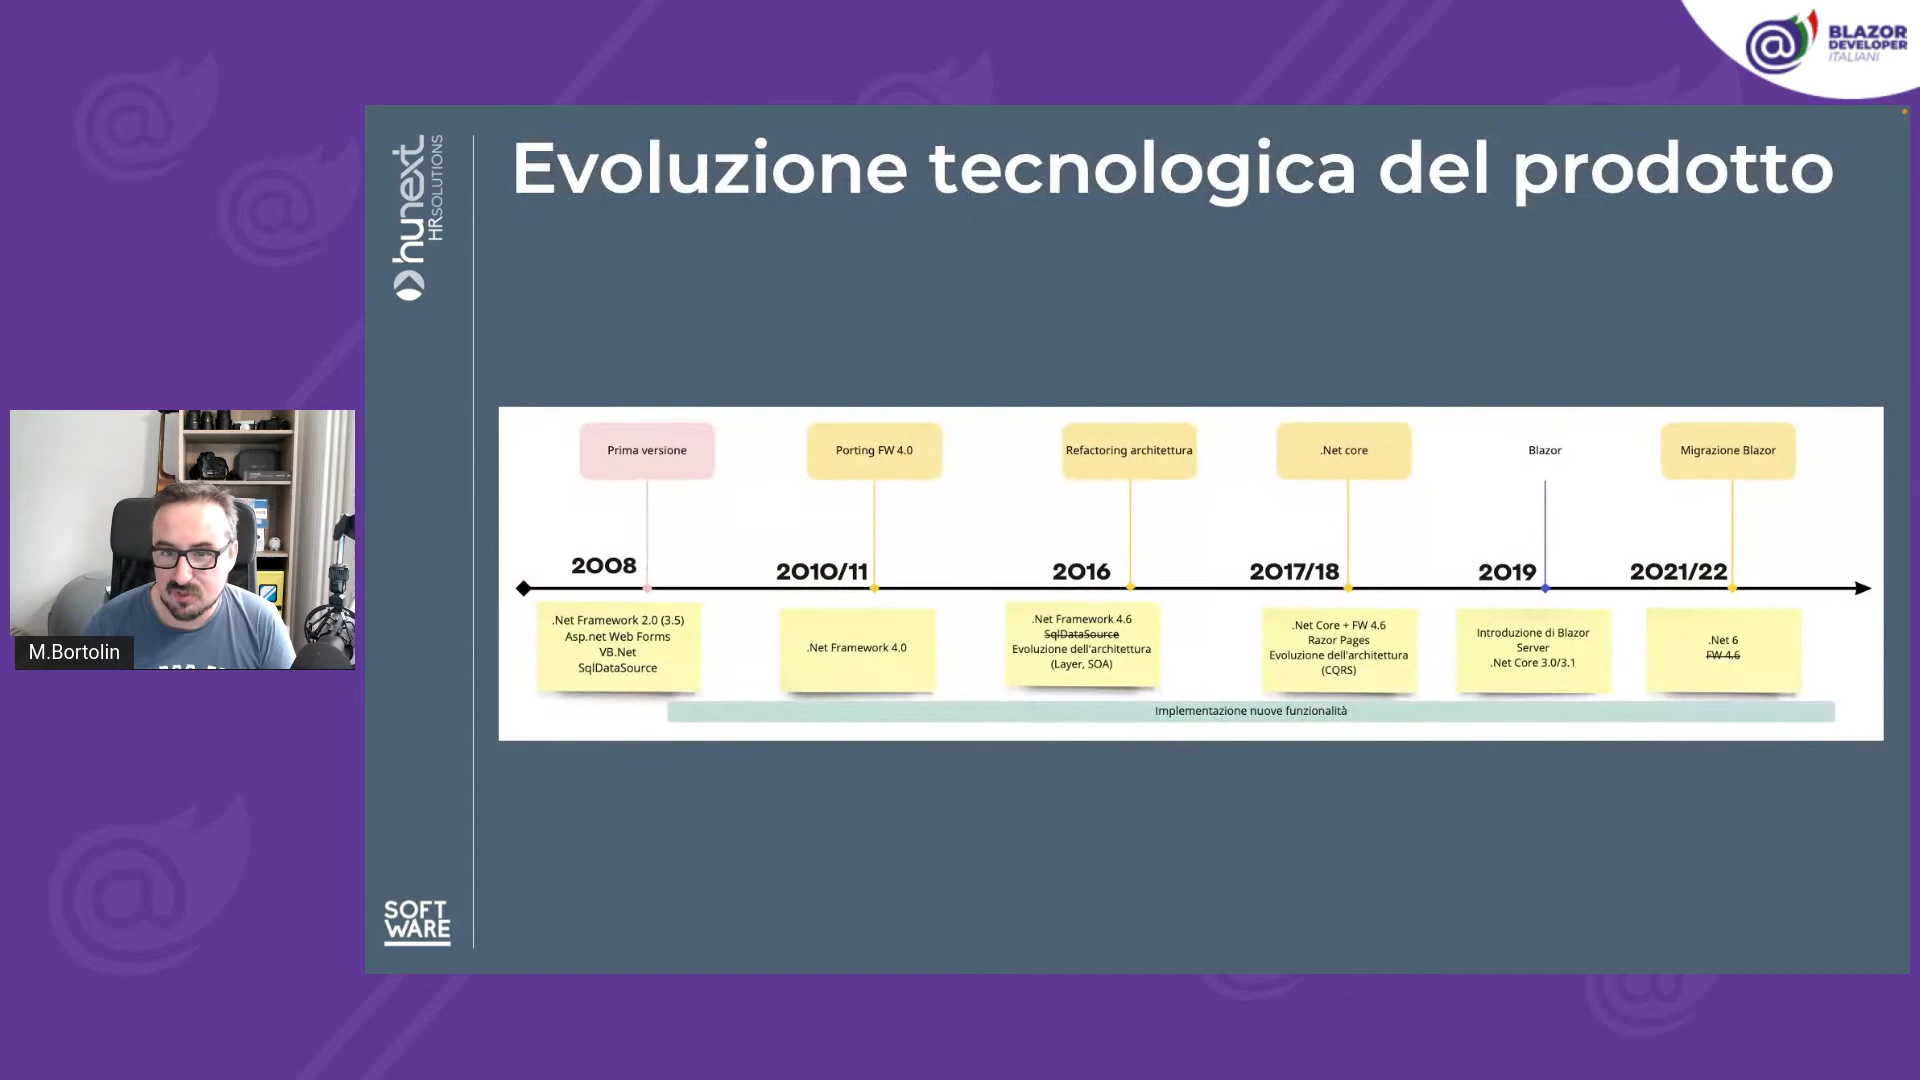 BLAZOR
DEVELOPER
ITALIANI
hunext
HRSOLUTIONS
Evoluzione tecnologica del prodotto
Prima versione
Porting FW 4.0
Refactoring architettura
.Net core
Blazor
Migrazione Blazor
2008
2010/11
2016
2017/18
2019
2021/22
.Net Framework 2.0 (3.5)
Asp.net Web Forms
VB.Net
SqlDataSource
.Net Framework 4.0
.Net Framework 4.6
SqlDataSource
Evoluzione dell'architettura
(Layer, SOA)
.Net Core + FW 4.6
Razor Pages
Evoluzione dell'architettura
(CQRS)
Introduzione di Blazor
Server
.Net Core 3.0/3.1
.Net 6
FW 4.6
Implementazione nuove funzionalità
M.Bortolin
SOFT
WARE